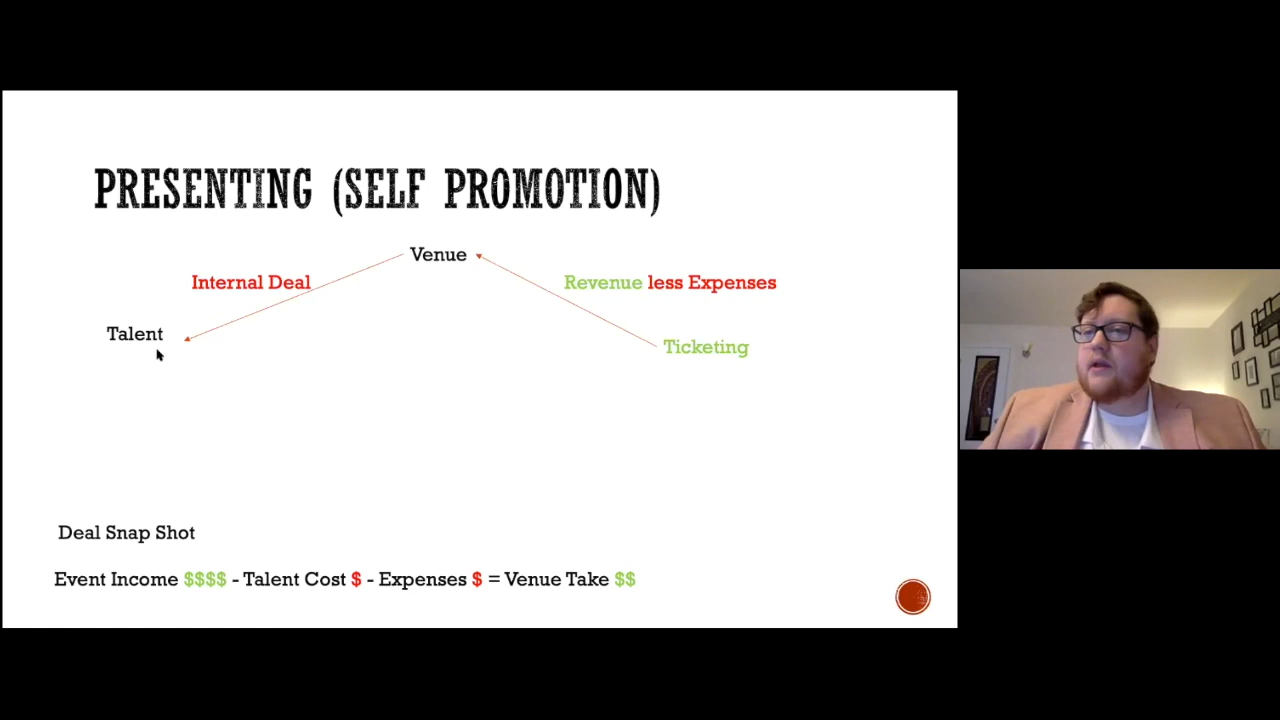 PRESENTING (SELF PROMOTION)
Venue
Internal Deal
Revenue less Expenses
Talent
Ticketing
Deal Snap Shot
Event Income $$$$ - Talent Cost $ - Expenses $ = Venue Take $$